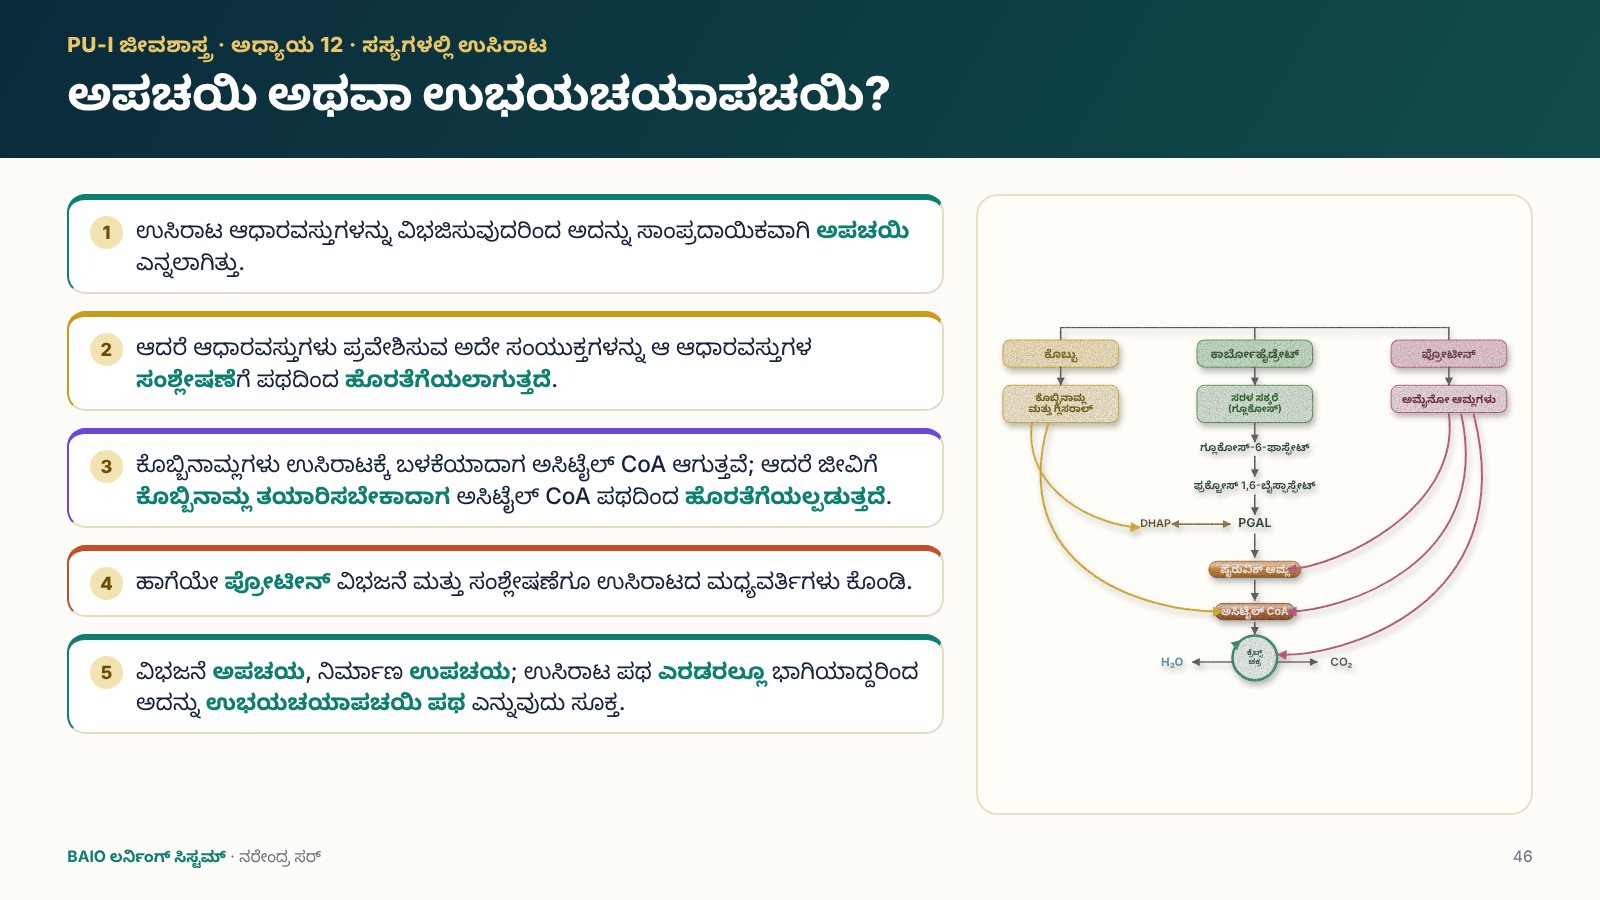 PU-I ಜೀವಶಾಸ್ತ್ರ · ಅಧ್ಯಾಯ 12 · ಸಸ್ಯಗಳಲ್ಲಿ ಉಸಿರಾಟ
ಅಪಚಯಿ ಅಥವಾ ಉಭಯಚಯಾಪಚಯಿ?
1 ಉಸಿರಾಟ ಆಧಾರವಸ್ತುಗಳನ್ನು ವಿಭಜಿಸುವುದರಿಂದ ಅದನ್ನು ಸಾಂಪ್ರದಾಯಿಕವಾಗಿ ಅಪಚಯಿ
ಎನ್ನಲಾಗಿತ್ತು.
2 ಆದರೆ ಆಧಾರವಸ್ತುಗಳು ಪ್ರವೇಶಿಸುವ ಅದೇ ಸಂಯುಕ್ತಗಳನ್ನು ಆ ಆಧಾರವಸ್ತುಗಳ
ಸಂಶ್ಲೇಷಣೆಗೆ ಪಥದಿಂದ ಹೊರತೆಗೆಯಲಾಗುತ್ತದೆ.
3 ಕೊಬ್ಬಿನಾಮ್ಲಗಳು ಉಸಿರಾಟಕ್ಕೆ ಬಳಕೆಯಾದಾಗ ಅಸಿಟೈಲ್ CoA ಆಗುತ್ತವೆ; ಆದರೆ ಜೀವಿಗೆ
ಕೊಬ್ಬಿನಾಮ್ಲ ತಯಾರಿಸಬೇಕಾದಾಗ ಅಸಿಟೈಲ್ CoA ಪಥದಿಂದ ಹೊರತೆಗೆಯಲ್ಪಡುತ್ತದೆ.
4 ಹಾಗೆಯೇ ಪ್ರೋಟೀನ್ ವಿಭಜನೆ ಮತ್ತು ಸಂಶ್ಲೇಷಣೆಗೂ ಉಸಿರಾಟದ ಮಧ್ಯವರ್ತಿಗಳು ಕೊಂಡಿ.
5 ವಿಭಜನೆ ಅಪಚಯ, ನಿರ್ಮಾಣ ಉಪಚಯ; ಉಸಿರಾಟ ಪಥ ಎರಡರಲ್ಲೂ ಭಾಗಿಯಾದ್ದರಿಂದ
ಅದನ್ನು ಉಭಯಚಯಾಪಚಯಿ ಪಥ ಎನ್ನುವುದು ಸೂಕ್ತ.
ಕೊಬ್ಬು
ಕಾರ್ಬೋಹೈಡ್ರೇಟ್
ಪ್ರೋಟೀನ್
ಕೊಬ್ಬಿನಾಮ್ಲ
ಮತ್ತು ಗ್ಲಿಸರಾಲ್
ಸರಳ ಸಕ್ಕರೆ
(ಗ್ಲೂಕೋಸ್)
ಅಮೈನೋ ಆಮ್ಲಗಳು
ಗ್ಲೂಕೋಸ್-6-ಫಾಸ್ಫೇಟ್
ಫ್ರಕ್ಟೋಸ್ 1,6-ಬೈಸ್ಫಾಸ್ಫೇಟ್
DHAP
PGAL
ಪೈರುವಿಕ್ ಆಮ್ಲ
ಅಸಿಟೈಲ್ CoA
ಕ್ರೆಬ್ಸ್
ಚಕ್ರ
H₂O
CO₂
BAIO ಲರ್ನಿಂಗ್ ಸಿಸ್ಟಮ್ · ನರೇಂದ್ರ ಸರ್
46